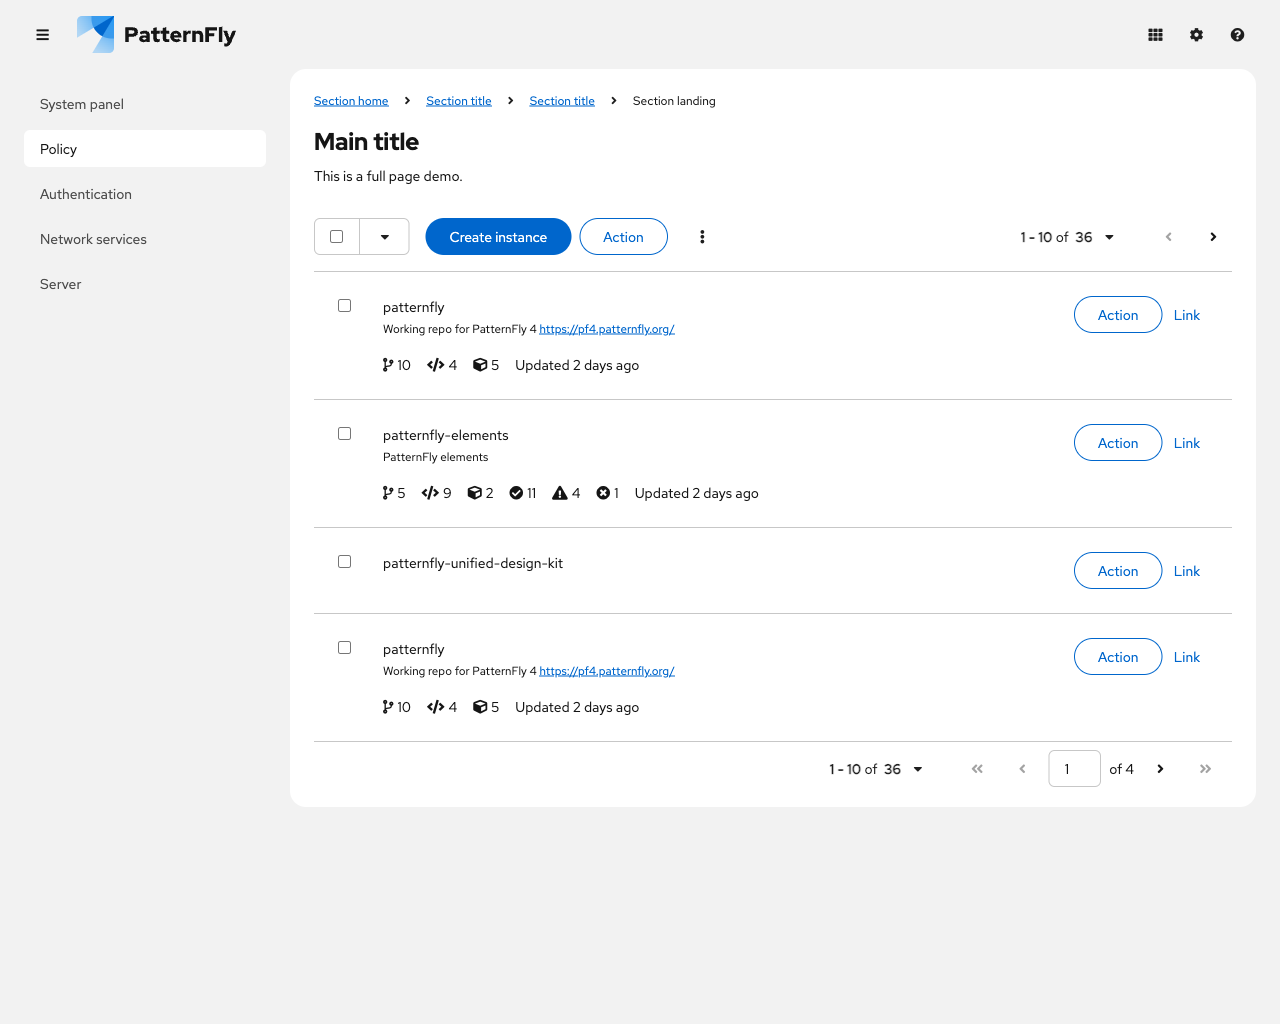 PatternFly
System panel
Policy
Authentication
Network services
Server
Section home Section title Section title Section landing
Main title
This is a full page demo.
Create instance Action 1 - 10 of 36
patternfly
Working repo for PatternFly 4 https://pf4.patternfly.org/
10 4 5 Updated 2 days ago
Action Link
patternfly-elements
PatternFly elements
5 9 2 11 4 1 Updated 2 days ago
Action Link
patternfly-unified-design-kit
Action Link
patternfly
Working repo for PatternFly 4 https://pf4.patternfly.org/
10 4 5 Updated 2 days ago
Action Link
1 - 10 of 36 1 of 4